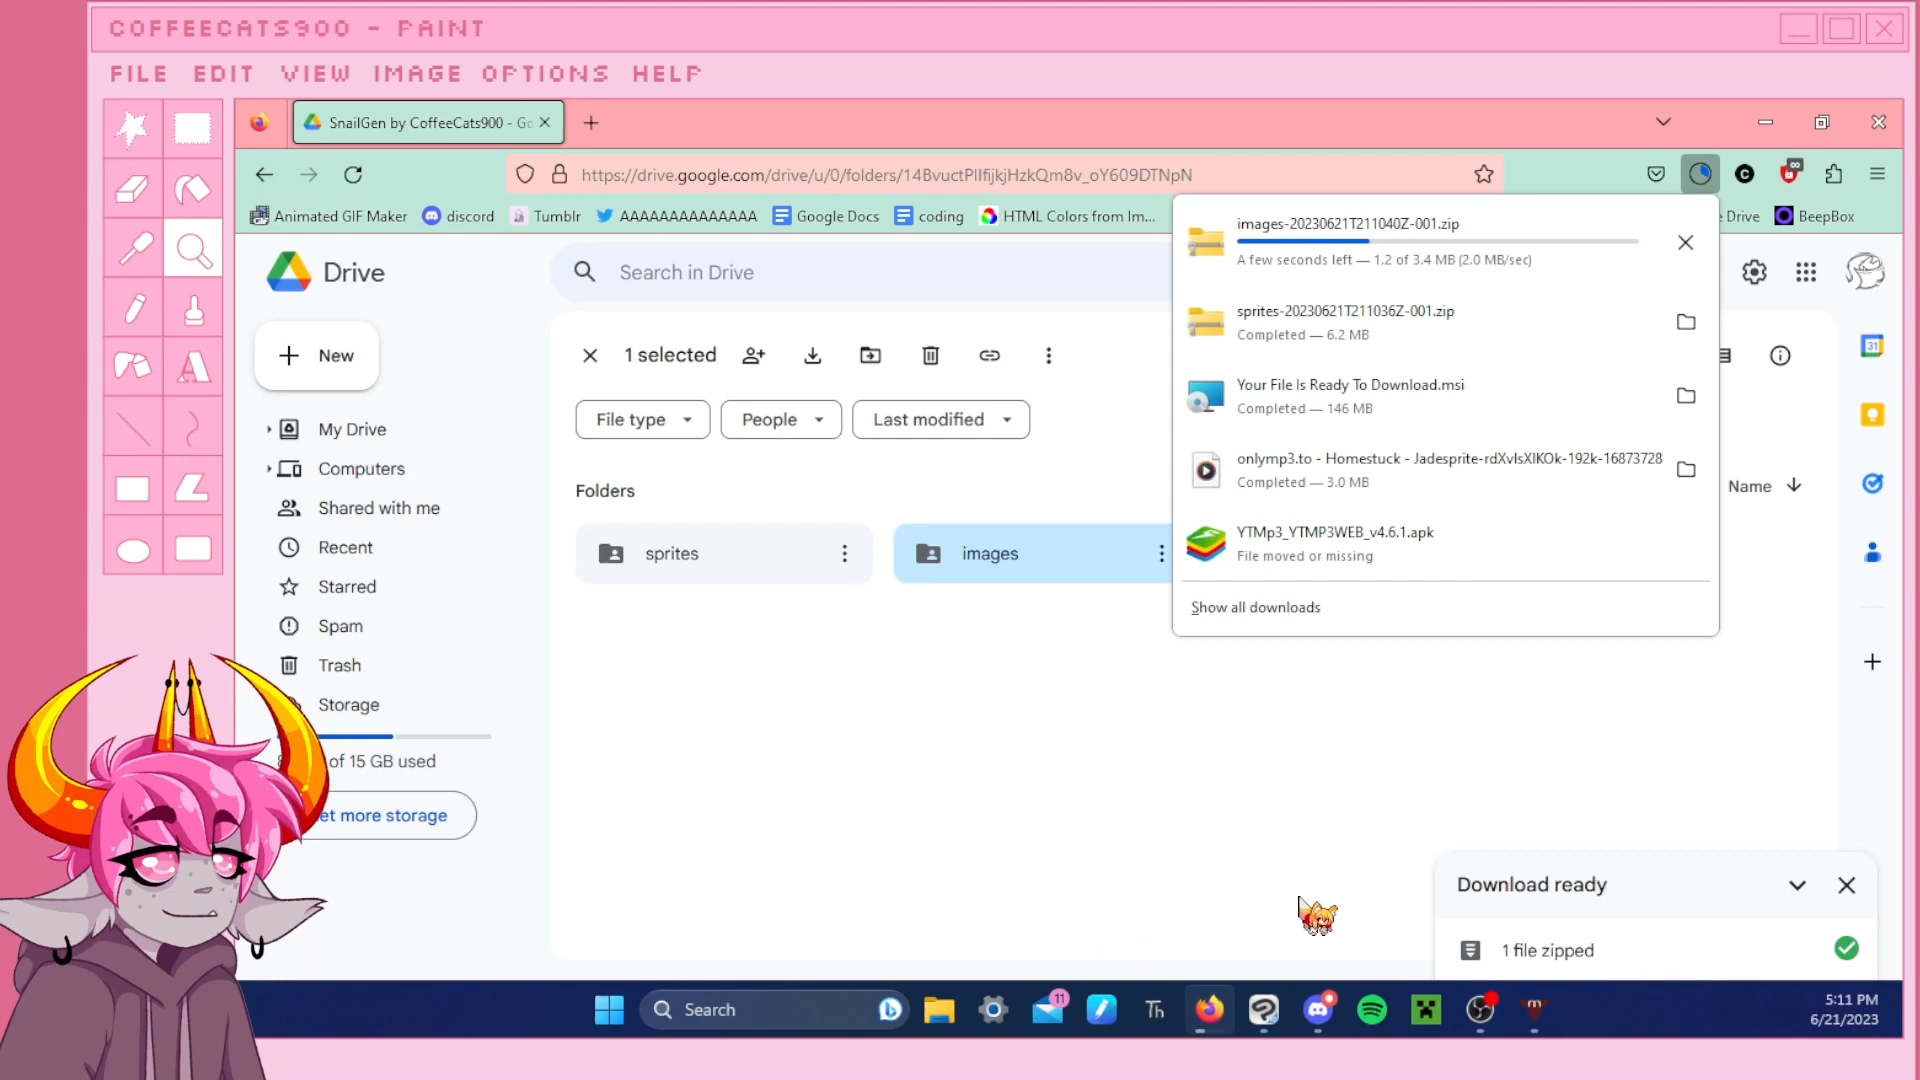 COFFEECATS900 - PAINT
FILE EDIT VIEW IMAGE OPTIONS HELP
SnailGen by CoffeeCats900 - Go
https://drive.google.com/drive/u/0/folders/14BvuctPlIfijkjHzkQm8v_oY609DTNpN
Animated GIF Maker discord Tumblr AAAAAAAAAAAAAA Google Docs coding HTML Colors from Im... e Drive BeepBox
images-20230621T211040Z-001.zip
A few seconds left — 1.2 of 3.4 MB (2.0 MB/sec)
sprites-20230621T211036Z-001.zip
Completed — 6.2 MB
Your File Is Ready To Download.msi
Completed — 146 MB
onlymp3.to - Homestuck - Jadesprite-rdXvIsXlKOk-192k-16873728
Completed — 3.0 MB
YTMp3_YTMP3WEB_v4.6.1.apk
File moved or missing
Show all downloads
Drive
Search in Drive
New
My Drive
Computers
Shared with me
Recent
Starred
Spam
Trash
Storage
of 15 GB used
et more storage
1 selected
File type People Last modified
Folders
Name
sprites
images
Download ready
1 file zipped
Search
11
Th
5:11 PM
6/21/2023